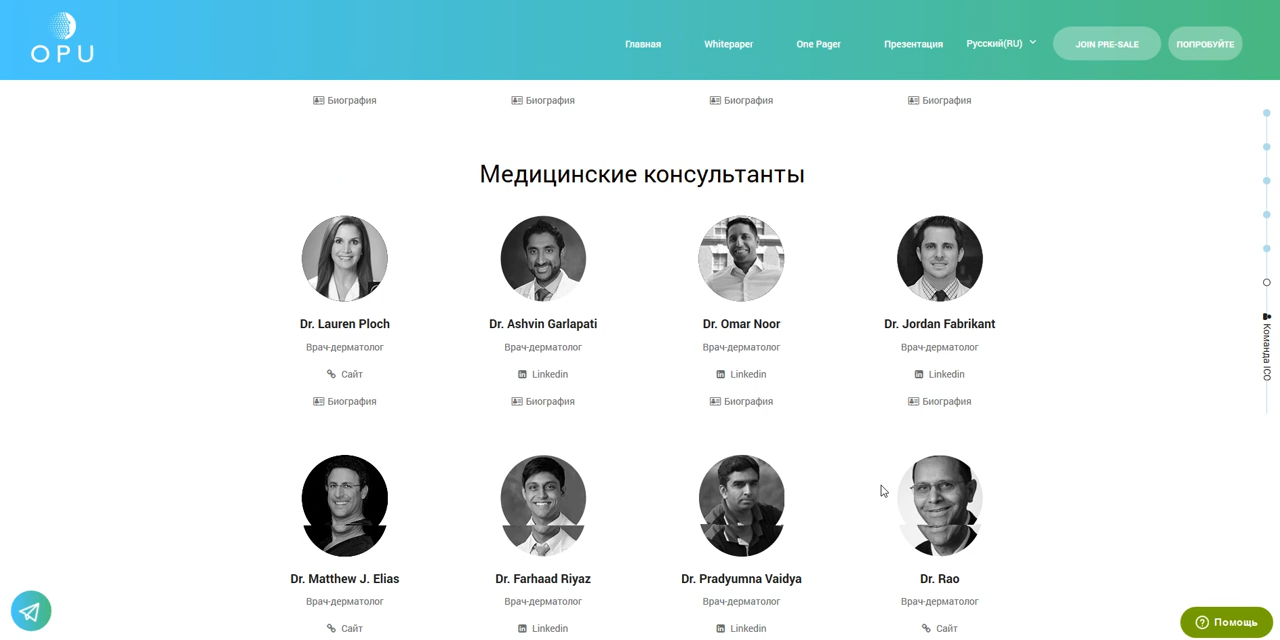 OPU
Главная Whitepaper One Pager Презентация Русский(RU) JOIN PRE-SALE ПОПРОБУЙТЕ
Биография Биография Биография Биография
Медицинские консультанты
Dr. Lauren Ploch Dr. Ashvin Garlapati Dr. Omar Noor Dr. Jordan Fabrikant
Врач-дерматолог Врач-дерматолог Врач-дерматолог Врач-дерматолог
Сайт Linkedin Linkedin Linkedin
Биография Биография Биография Биография
Команда ICO
Dr. Matthew J. Elias Dr. Farhaad Riyaz Dr. Pradyumna Vaidya Dr. Rao
Врач-дерматолог Врач-дерматолог Врач-дерматолог Врач-дерматолог
Сайт Linkedin Linkedin Сайт
Помощь